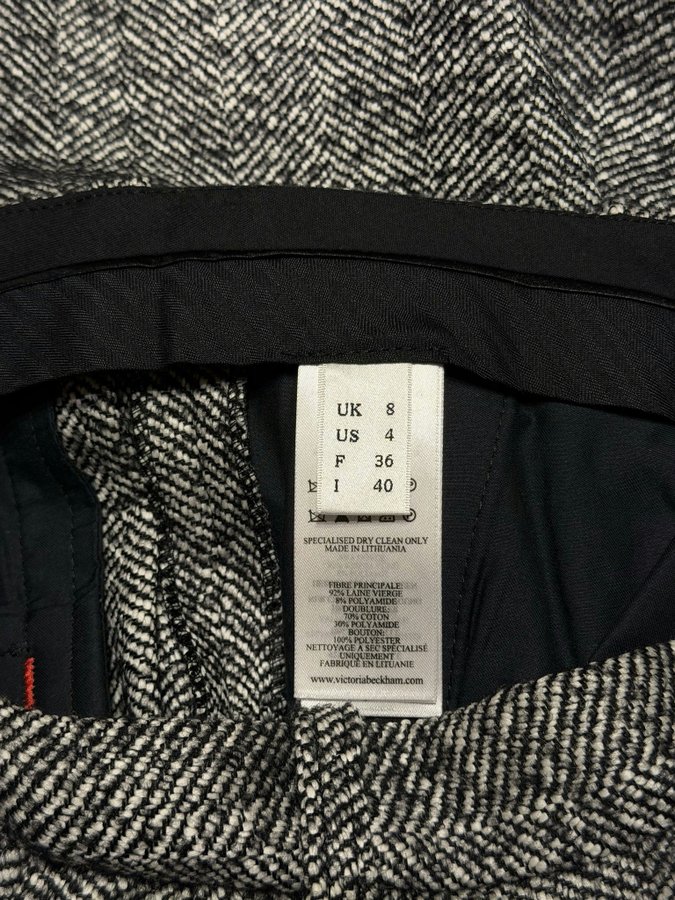 UK 8
US 4
F 36
I 40
SPECIALISED DRY CLEAN ONLY
MADE IN LITHUANIA
FIBRE PRINCIPALE:
92% LAINE VIERGE
8% POLYAMIDE
DOUBLURE:
70% COTON
30% POLYAMIDE
BOUTON:
100% POLYESTER
NETTOYAGE A SEC SPÉCIALISÉ
UNIQUEMENT
FABRIQUÉ EN LITUANIE
www.victoriabeckham.com